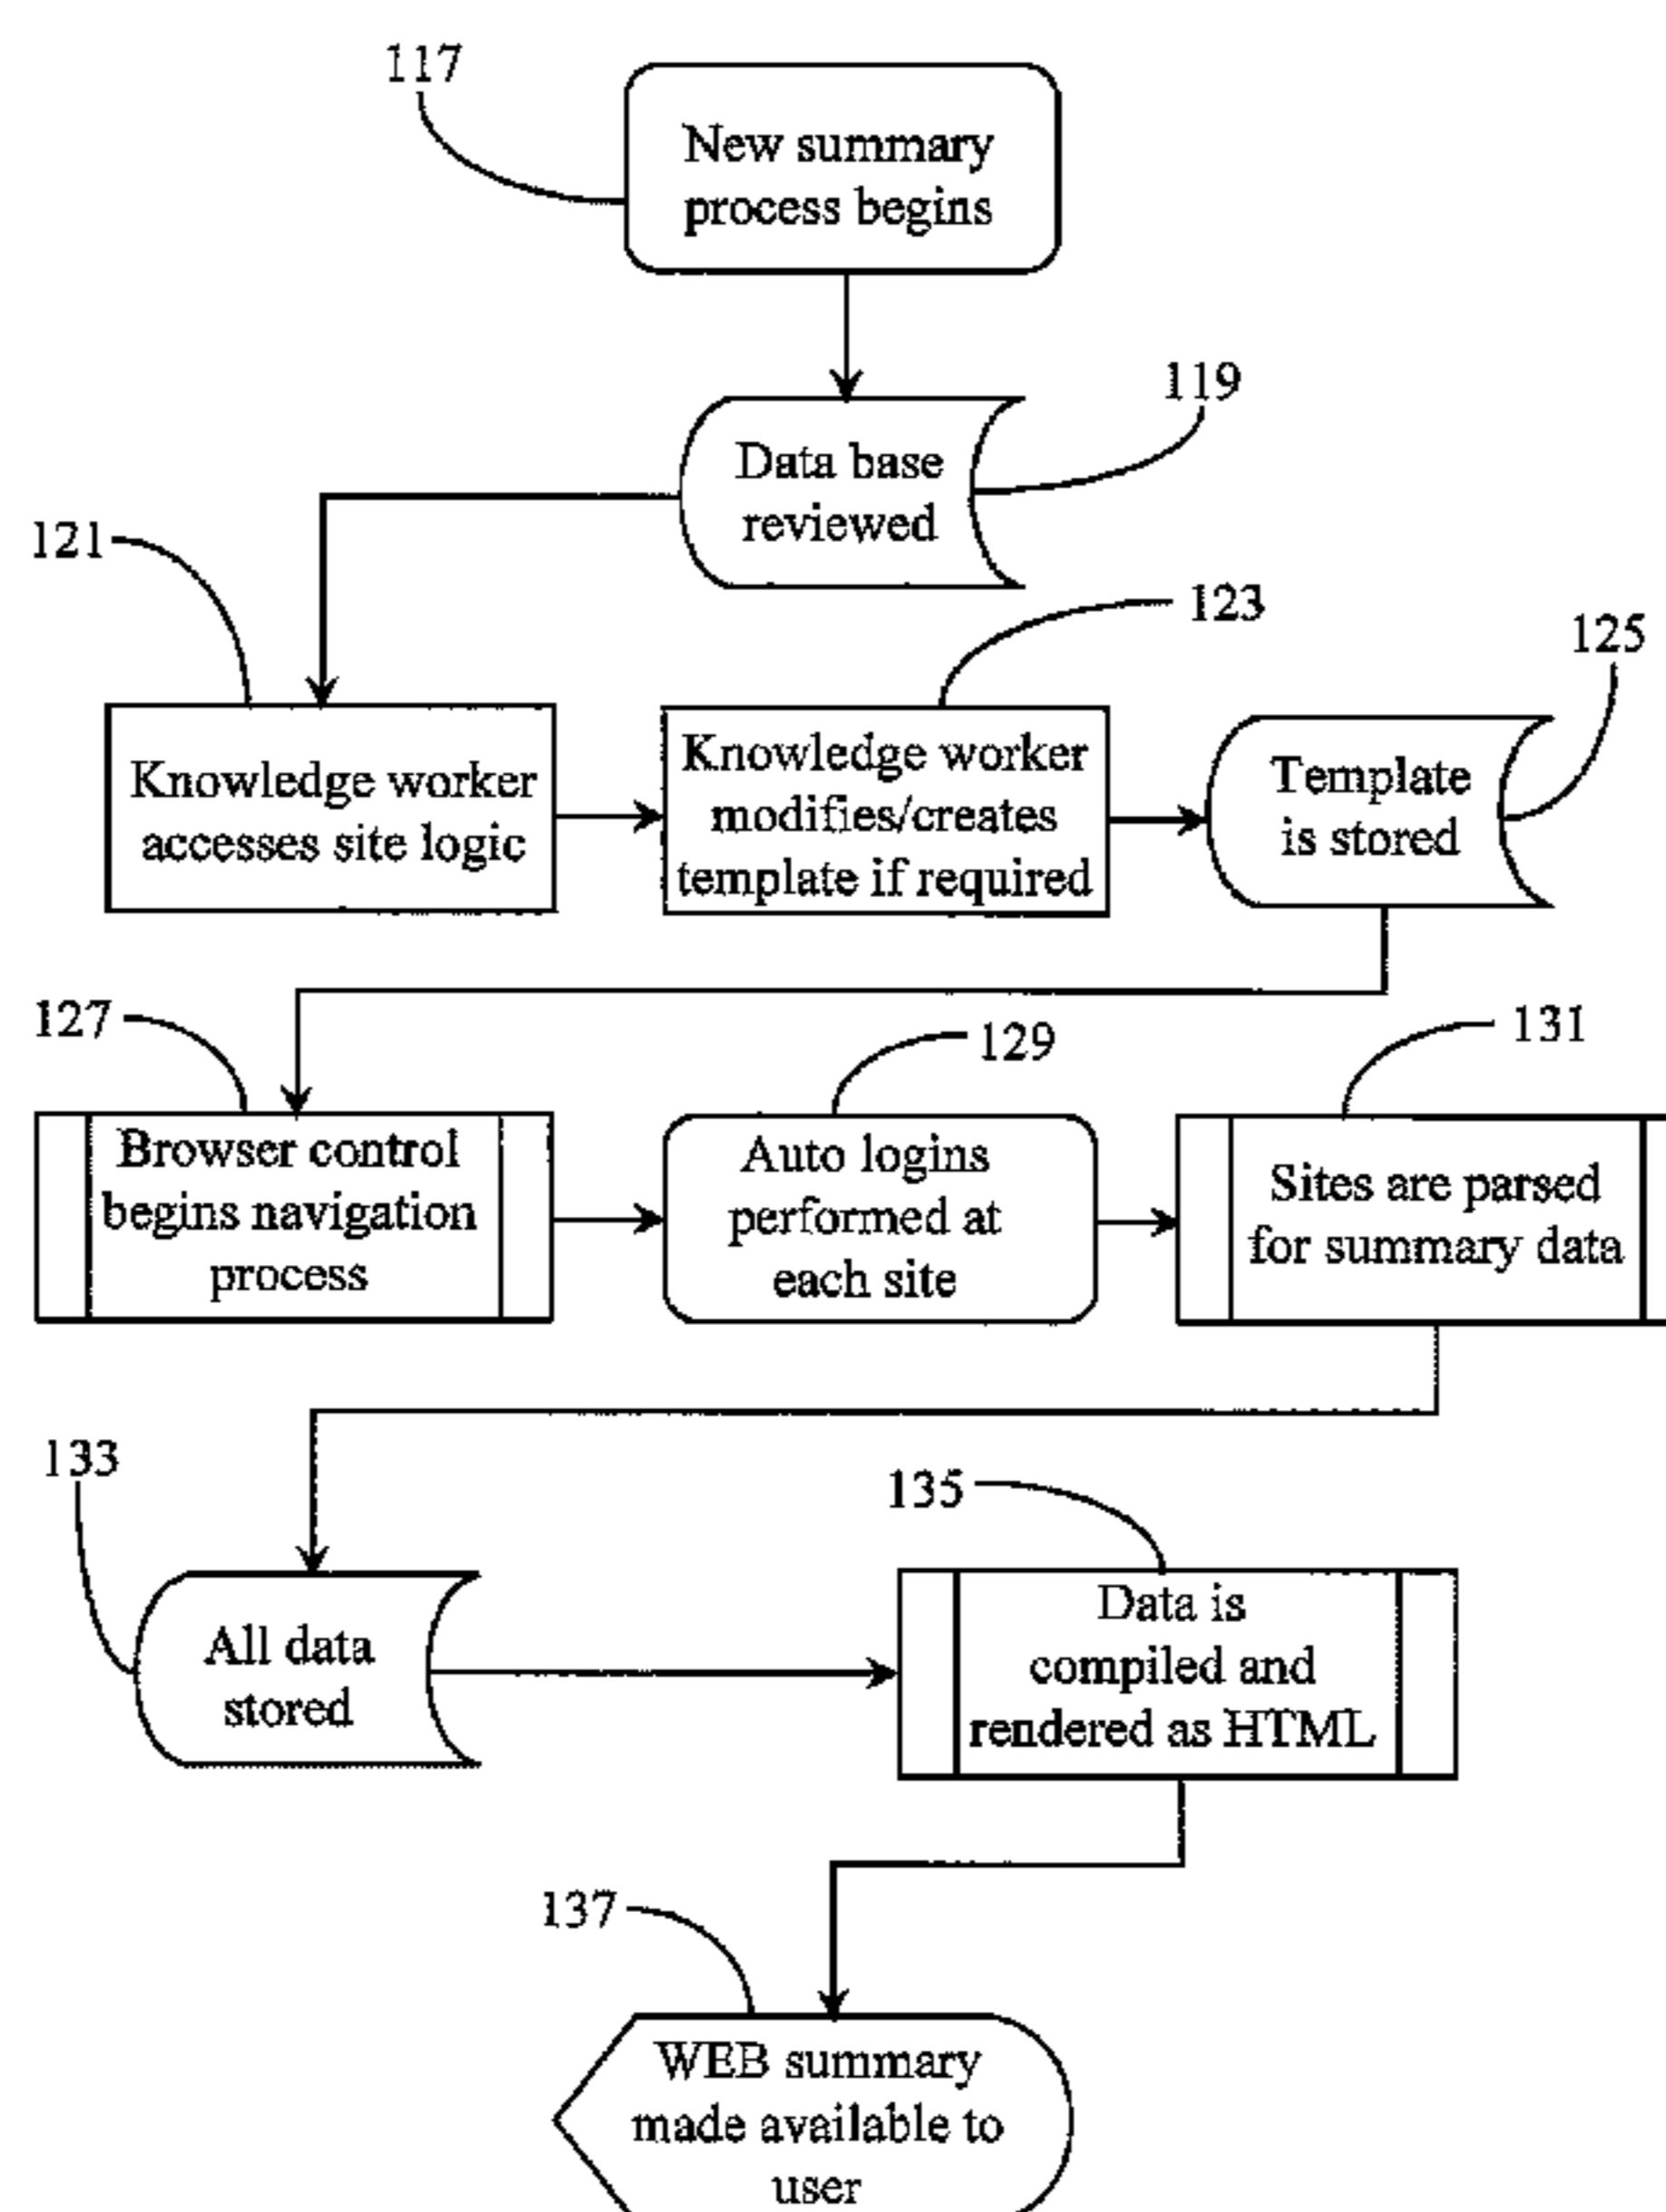 117
New summary
process begins
119
Data base
reviewed
121
123
125
Knowledge worker
accesses site logic
Knowledge worker
modifies/creates
template if required
Template
is stored
127
129
131
Browser control
begins navigation
process
Auto logins
performed at
each site
Sites are parsed
for summary data
133
135
All data
stored
Data is
compiled and
rendered as HTML
137
WEB summary
made available to
user